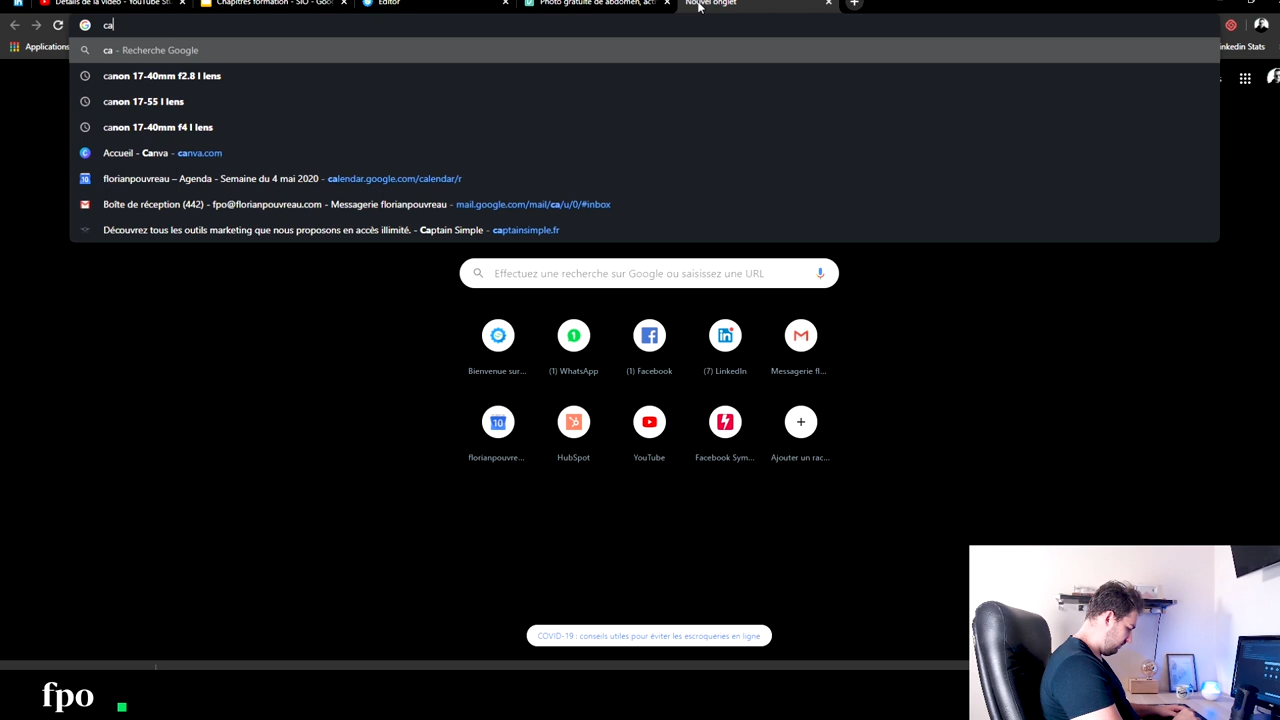 Détails de la vidéo - YouTube St
Chapitres formation - SIO - Goo
Editor
Photo gratuite de abdomen, act
Nouvel onglet
ca
Applications
inkedin Stats
ca - Recherche Google
canon 17-40mm f2.8 l lens
canon 17-55 l lens
canon 17-40mm f4 l lens
Accueil - Canva - canva.com
florianpouvreau – Agenda - Semaine du 4 mai 2020 - calendar.google.com/calendar/r
Boîte de réception (442) - fpo@florianpouvreau.com - Messagerie florianpouvreau - mail.google.com/mail/ca/u/0/#inbox
Découvrez tous les outils marketing que nous proposons en accès illimité. - Captain Simple - captainsimple.fr
Effectuez une recherche sur Google ou saisissez une URL
Bienvenue sur...
(1) WhatsApp
(1) Facebook
(7) LinkedIn
Messagerie fl...
florianpouvre...
HubSpot
YouTube
Facebook Sym...
Ajouter un rac...
COVID-19 : conseils utiles pour éviter les escroqueries en ligne
fpo